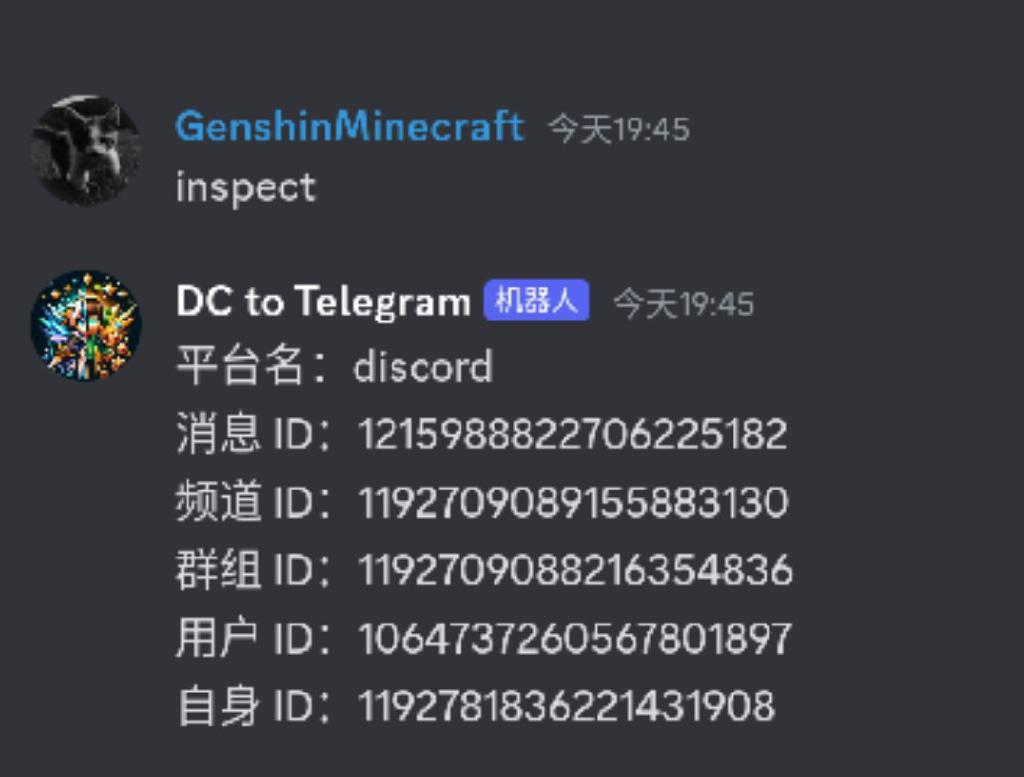 GenshinMinecraft 今天19:45
inspect
DC to Telegram 机器人 今天19:45
平台名：discord
消息 ID：1215988822706225182
频道 ID：1192709089155883130
群组 ID：1192709088216354836
用户 ID：1064737260567801897
自身 ID：1192781836221431908